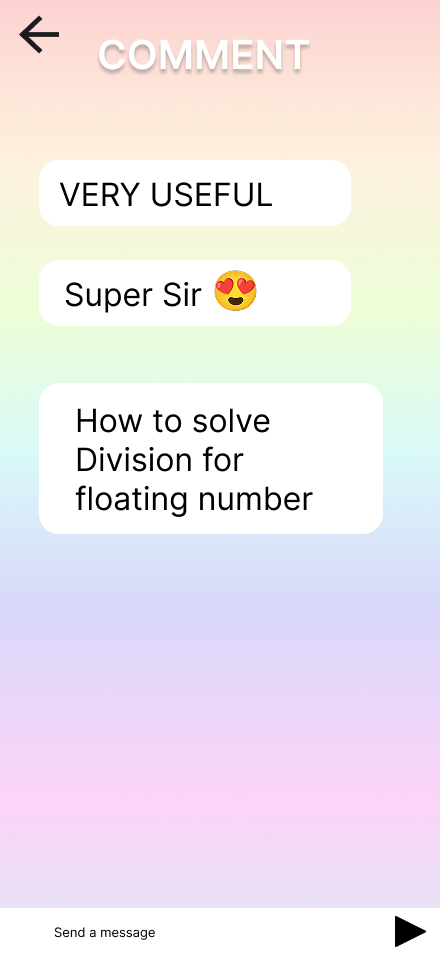 COMMENT
VERY USEFUL
Super Sir 😍
How to solve
Division for
floating number
Send a message